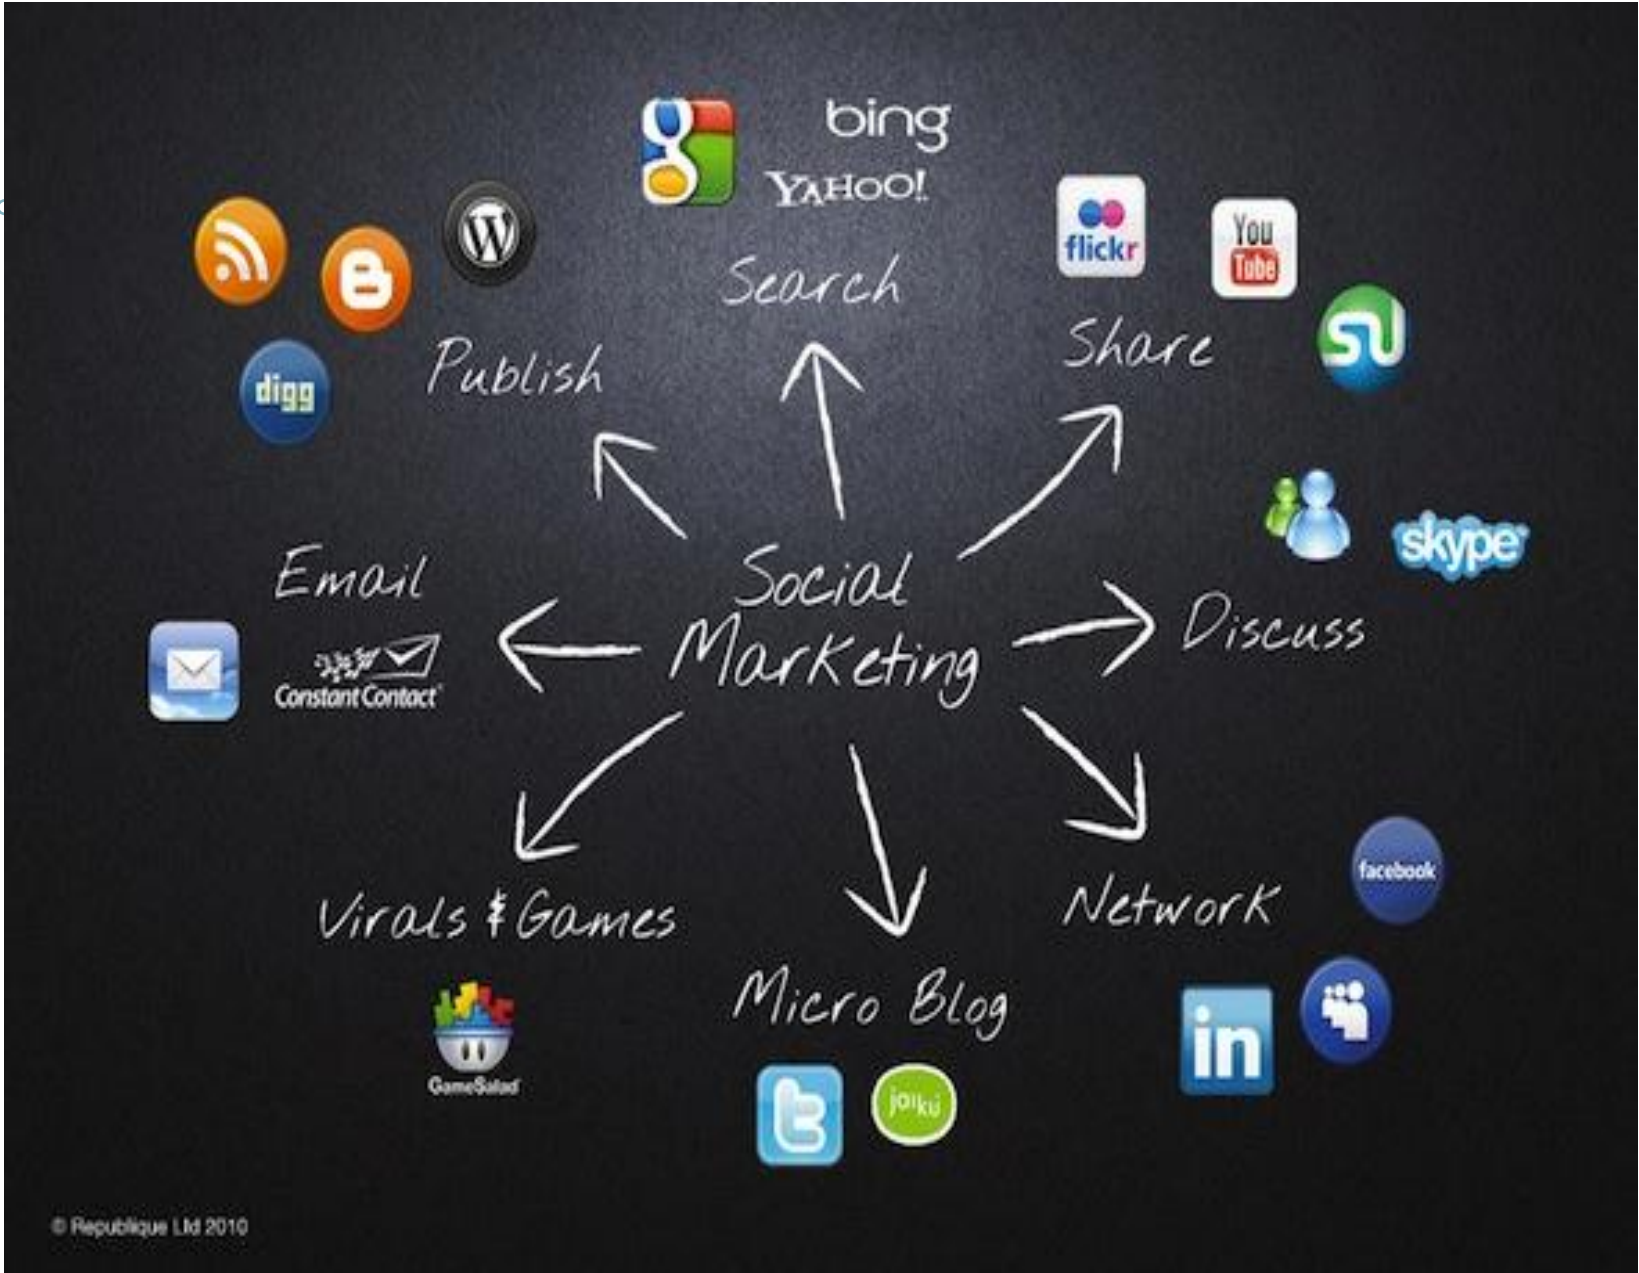 bing
YAHOO!
Search
flickr
You
Tube
Share
Publish
digg
skype
Discuss
Email
Constant Contact
Social
Marketing
facebook
Network
in
Virals & Games
GameSalad
Micro Blog
t
jaiku
© Republique Ltd 2010